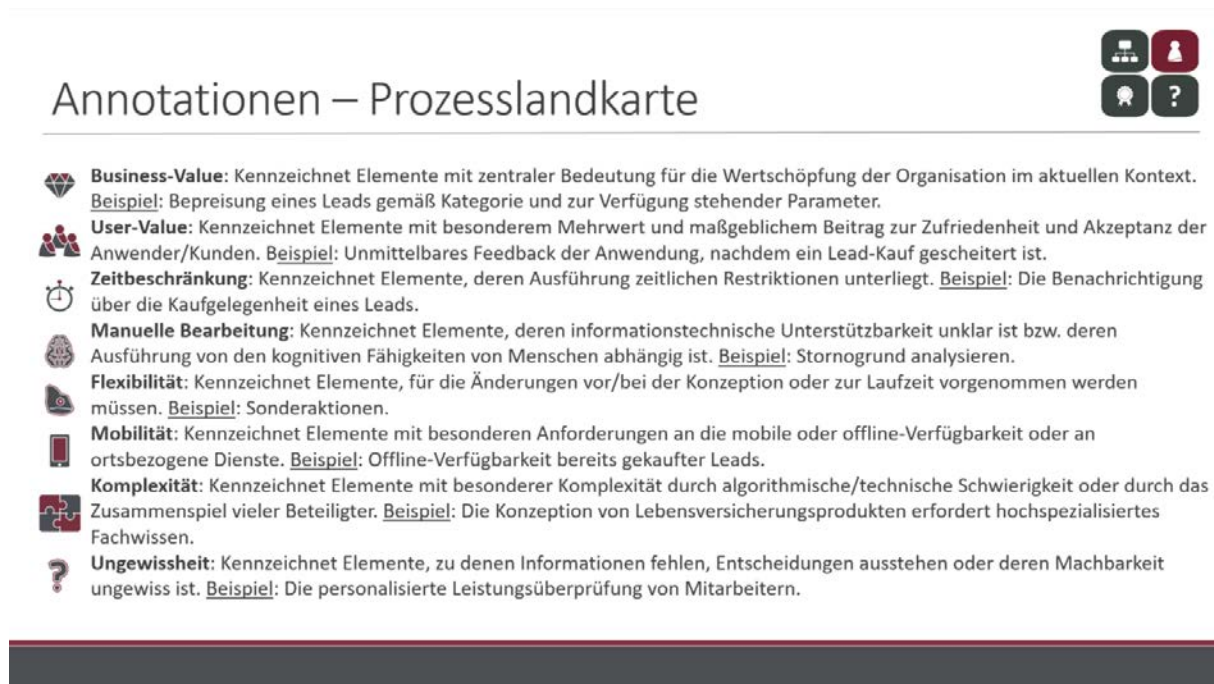 Annotationen – Prozesslandkarte
?
Business-Value: Kennzeichnet Elemente mit zentraler Bedeutung für die Wertschöpfung der Organisation im aktuellen Kontext.
Beispiel: Bepreisung eines Leads gemäß Kategorie und zur Verfügung stehender Parameter.
User-Value: Kennzeichnet Elemente mit besonderem Mehrwert und maßgeblichem Beitrag zur Zufriedenheit und Akzeptanz der
Anwender/Kunden. Beispiel: Unmittelbares Feedback der Anwendung, nachdem ein Lead-Kauf gescheitert ist.
Zeitbeschränkung: Kennzeichnet Elemente, deren Ausführung zeitlichen Restriktionen unterliegt. Beispiel: Die Benachrichtigung
über die Kaufgelegenheit eines Leads.
Manuelle Bearbeitung: Kennzeichnet Elemente, deren informationstechnische Unterstützbarkeit unklar ist bzw. deren
Ausführung von den kognitiven Fähigkeiten von Menschen abhängig ist. Beispiel: Stornogrund analysieren.
Flexibilität: Kennzeichnet Elemente, für die Änderungen vor/bei der Konzeption oder zur Laufzeit vorgenommen werden
müssen. Beispiel: Sonderaktionen.
Mobilität: Kennzeichnet Elemente mit besonderen Anforderungen an die mobile oder offline-Verfügbarkeit oder an
ortsbezogene Dienste. Beispiel: Offline-Verfügbarkeit bereits gekaufter Leads.
Komplexität: Kennzeichnet Elemente mit besonderer Komplexität durch algorithmische/technische Schwierigkeit oder durch das
Zusammenspiel vieler Beteiligter. Beispiel: Die Konzeption von Lebensversicherungsprodukten erfordert hochspezialisiertes
Fachwissen.
Ungewissheit: Kennzeichnet Elemente, zu denen Informationen fehlen, Entscheidungen ausstehen oder deren Machbarkeit
ungewiss ist. Beispiel: Die personalisierte Leistungsüberprüfung von Mitarbeitern.